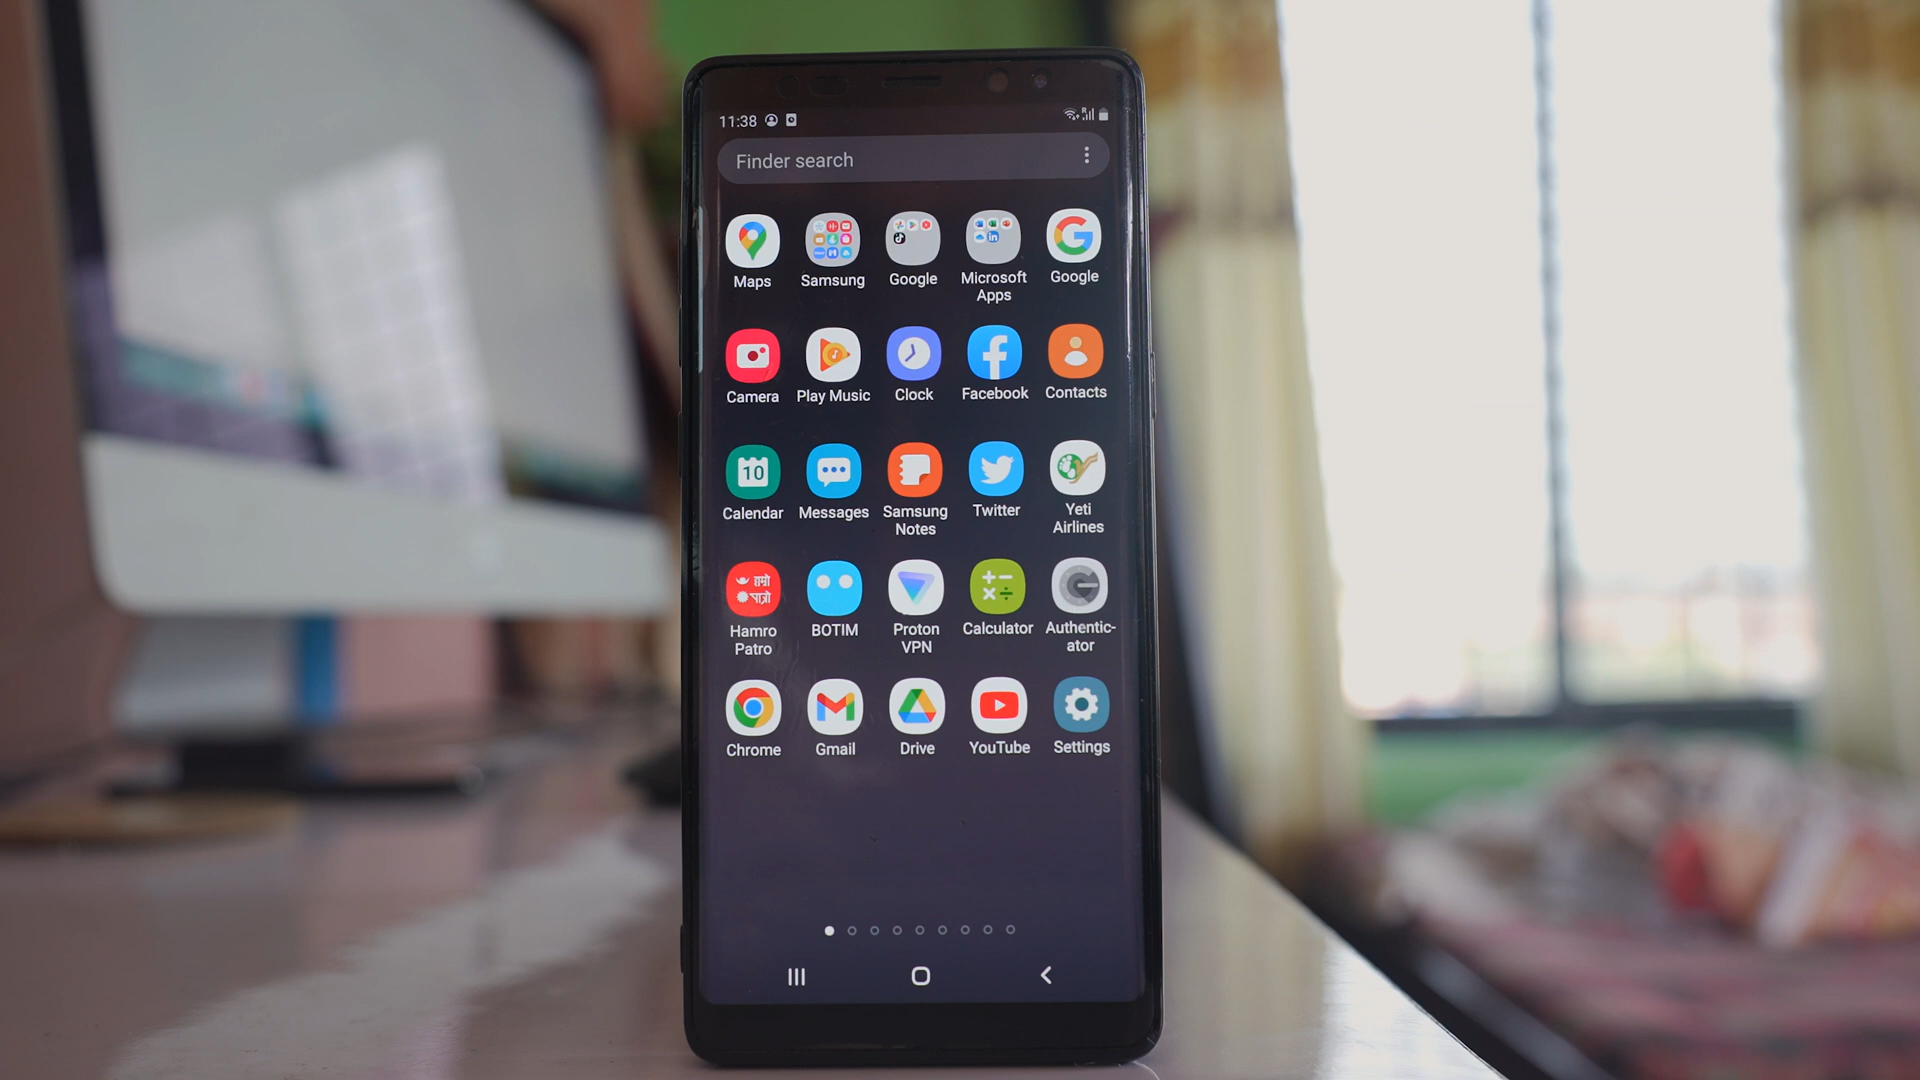 11:38
Finder search
Maps
Samsung
Google
Microsoft
Apps
Google
Camera
Play Music
Clock
Facebook
Contacts
10
Calendar
Messages
Samsung
Notes
Twitter
Yeti
Airlines
हाम्रो
पात्रो
Hamro
Patro
BOTIM
Proton
VPN
Calculator
Authentic-
ator
Chrome
Gmail
Drive
YouTube
Settings